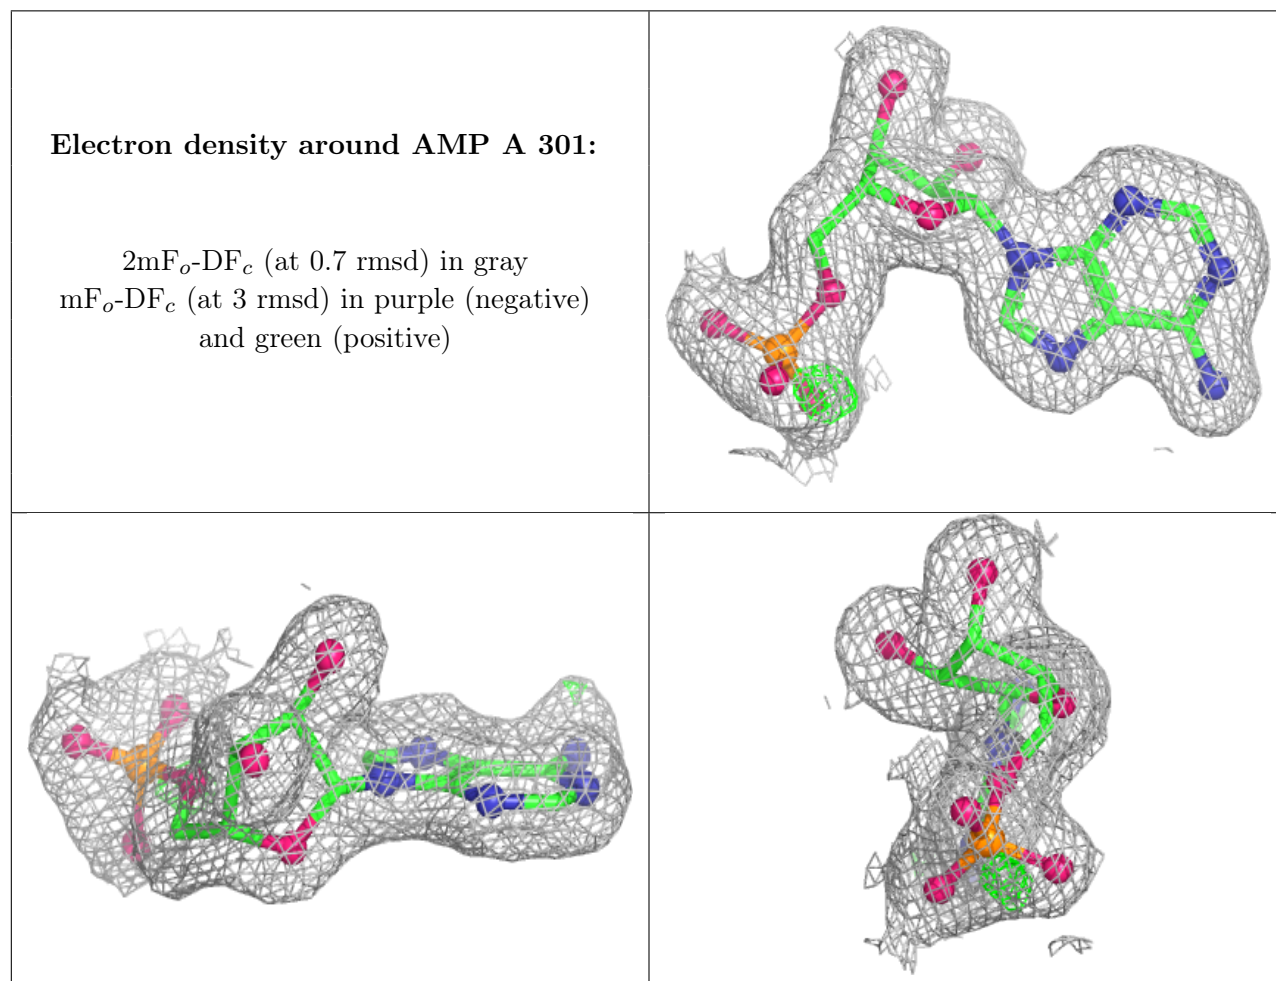 Electron density around AMP A 301:
2mFo-DFc (at 0.7 rmsd) in gray
mFo-DFc (at 3 rmsd) in purple (negative)
and green (positive)